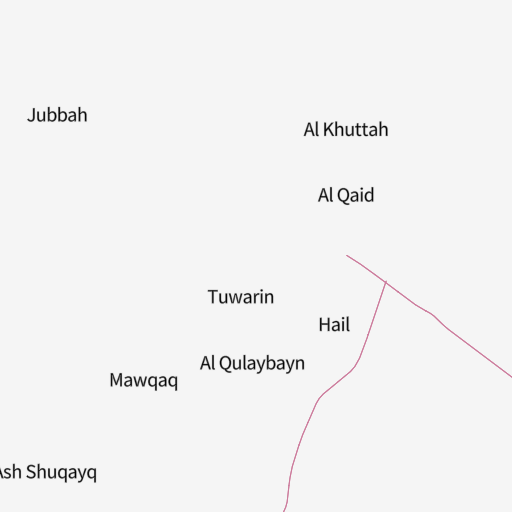 Jubbah
Al Khuttah
Al Qaid
Tuwarin
Hail
Al Qulaybayn
Mawqaq
Ash Shuqayq